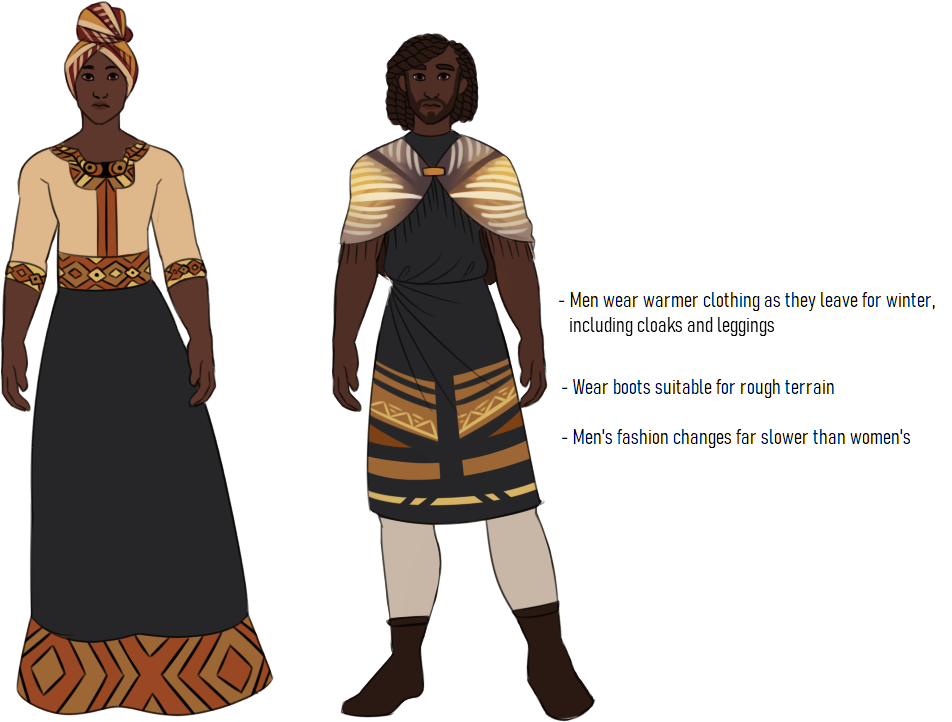 - Men wear warmer clothing as they leave for winter,
including cloaks and leggings
- Wear boots suitable for rough terrain
- Men's fashion changes far slower than women's